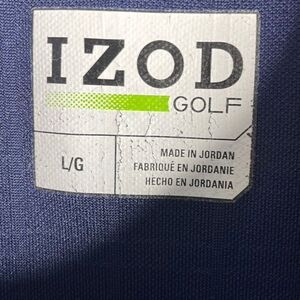 IZOD
GOLF
L/G
MADE IN JORDAN
FABRIQUÉ EN JORDANIE
HECHO EN JORDANIA